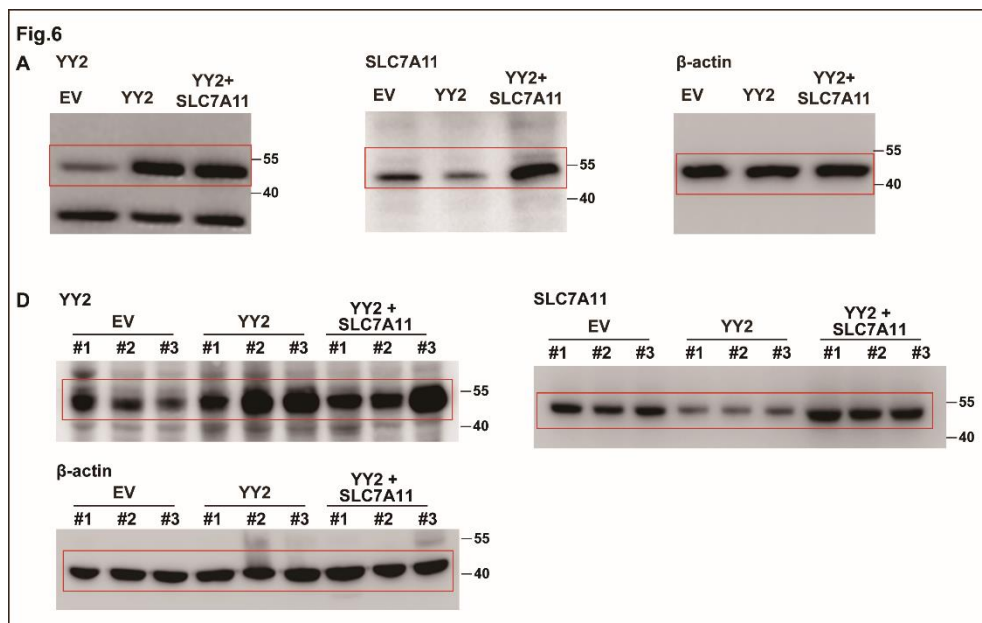 Fig.6
A YY2 SLC7A11 β-actin
EV YY2 YY2+ SLC7A11
EV YY2 YY2+ SLC7A11
EV YY2 YY2+ SLC7A11
55
40
55
40
55
40
D YY2
EV YY2 YY2 + SLC7A11
#1 #2 #3 #1 #2 #3 #1 #2 #3
55
40
SLC7A11
EV YY2 YY2 + SLC7A11
#1 #2 #3 #1 #2 #3 #1 #2 #3
55
40
β-actin
EV YY2 YY2 + SLC7A11
#1 #2 #3 #1 #2 #3 #1 #2 #3
55
40